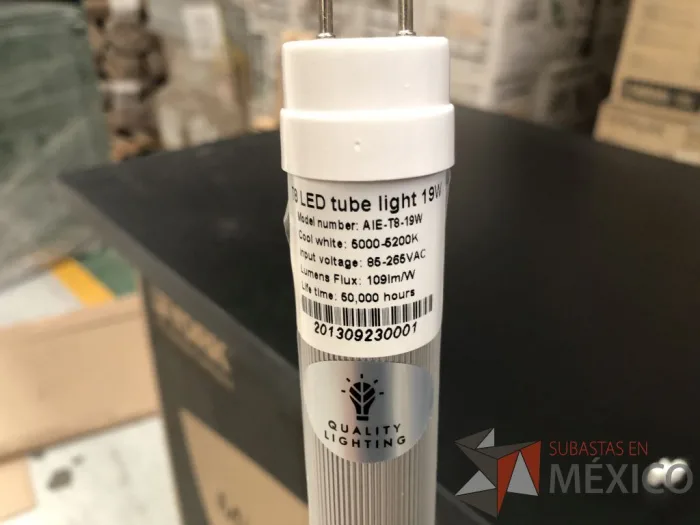 T8 LED tube light 19W
Model number: AIE-T8-19W
Cool white: 5000-5200K
Input voltage: 85-265VAC
Lumens Flux: 109lm/W
Life time: 50,000 hours
201309230001
QUALITY
LIGHTING
SUBASTAS EN
MÉXICO